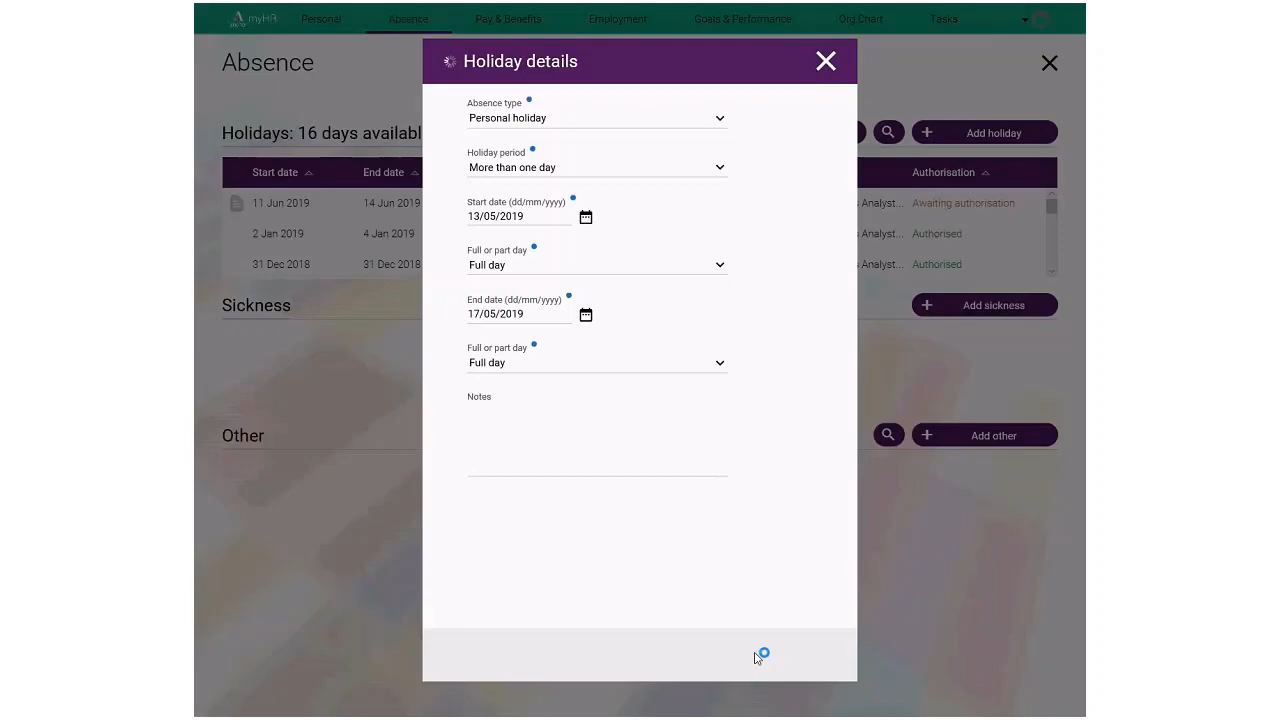 myHR Personal Absence Pay & Benefits Employment Goals & Performance Org Chart Tasks
Absence
Holiday details
Absence type
Personal holiday
Holiday period
More than one day
Start date (dd/mm/yyyy)
13/05/2019
Full or part day
Full day
End date (dd/mm/yyyy)
17/05/2019
Full or part day
Full day
Notes
Holidays: 16 days availabl
Add holiday
Start date End date Authorisation
11 Jun 2019 14 Jun 2019 s Analyst... Awaiting authorisation
2 Jan 2019 4 Jan 2019 s Analyst... Authorised
31 Dec 2018 31 Dec 2018 s Analyst... Authorised
Sickness
Add sickness
Other
Add other